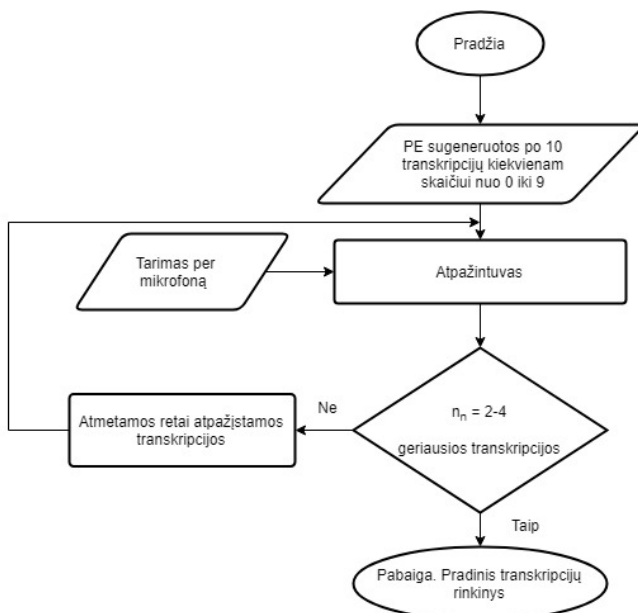 Pradžia
PE sugeneruotos po 10
transkripcijų kiekvienam
skaičiui nuo 0 iki 9
Tarimas per
mikrofoną
Atpažintuvas
n_n = 2-4
geriausios transkripcijos
Ne
Atmetamos retai atpažįstamos
transkripcijos
Taip
Pabaiga. Pradinis transkripcijų
rinkinys